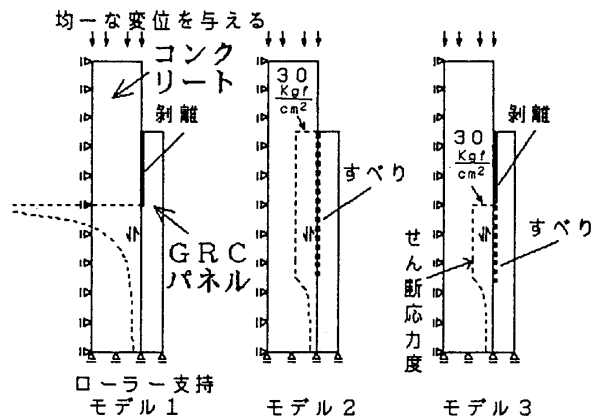 均一な変位を与える
コンク
リート
剥離
GRC
パネル
ローラー支持
モデル1
30
Kgf
cm2
すべり
モデル2
30
Kgf
cm2
剥離
すべり
せん断応力度
モデル3